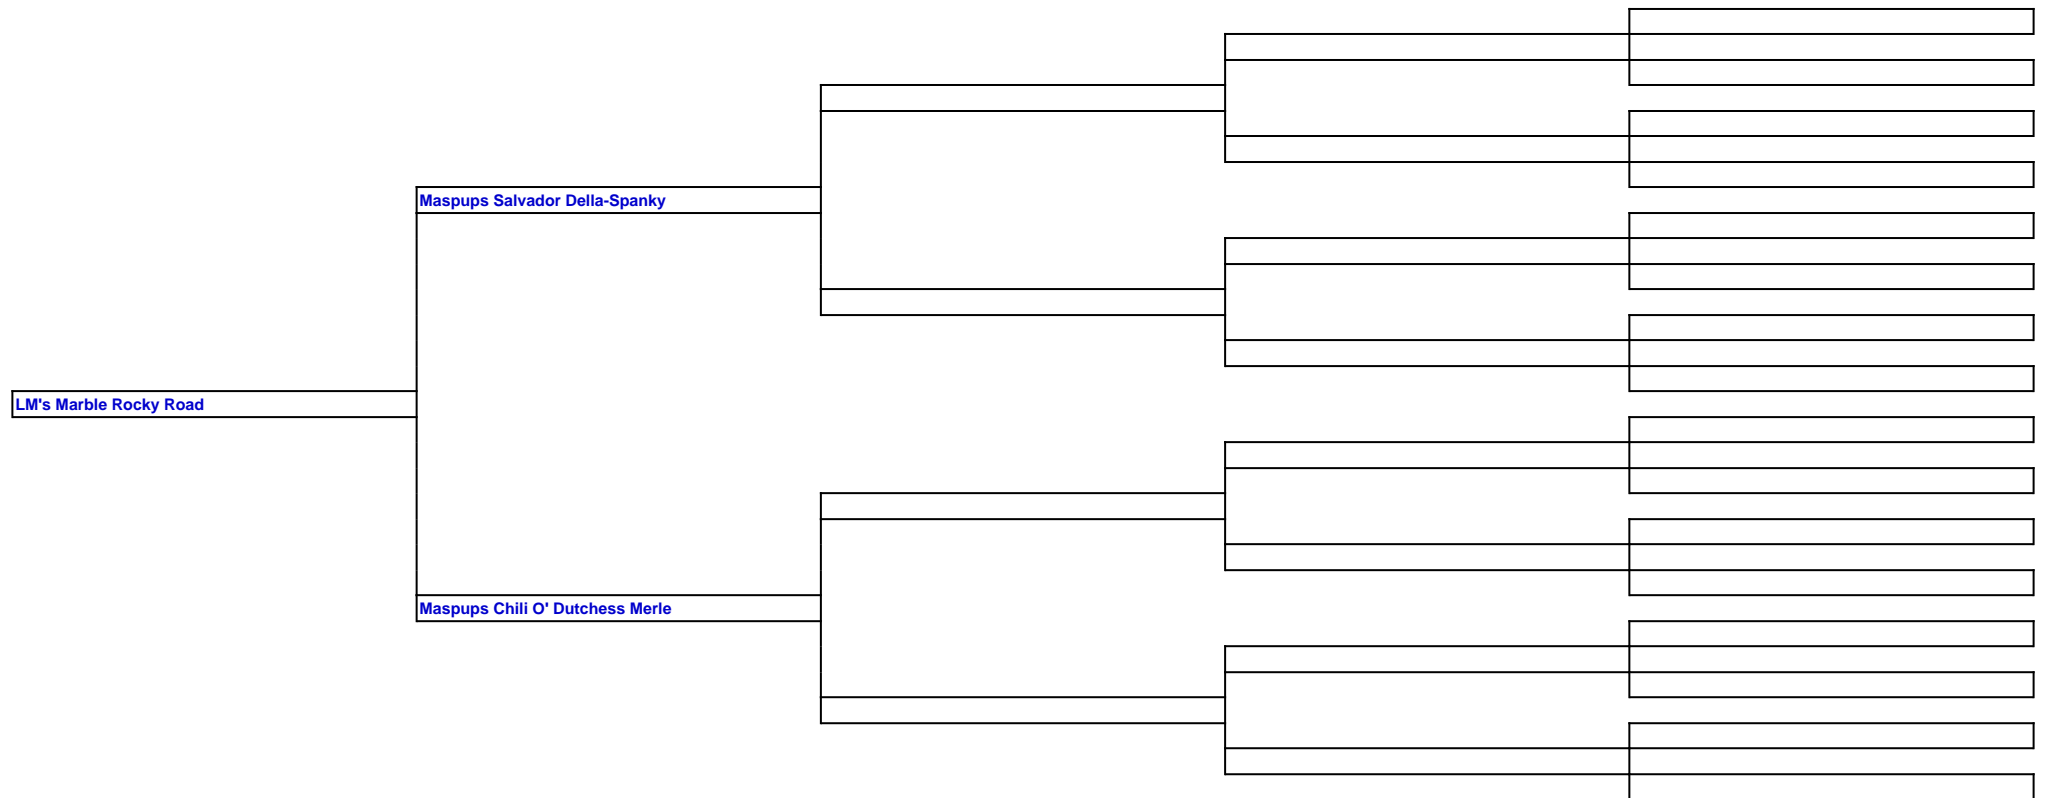 Maspups Salvador Della-Spanky
LM's Marble Rocky Road
Maspups Chili O' Dutchess Merle